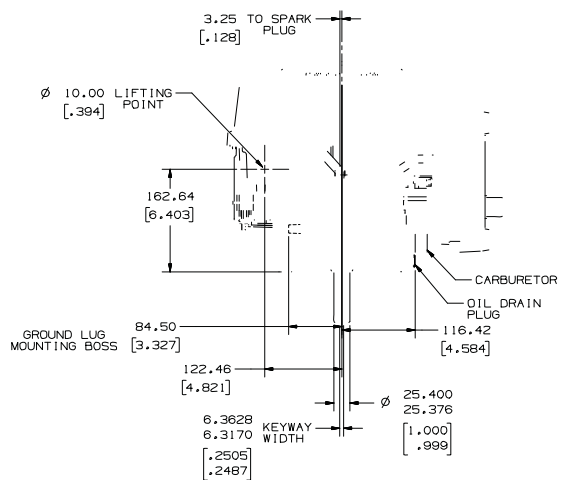 3.25 TO SPARK
PLUG
[.128]
Ø 10.00 LIFTING
POINT
[.394]
162.64
[6.403]
CARBURETOR
OIL DRAIN
PLUG
GROUND LUG
MOUNTING BOSS
84.50
[3.327]
116.42
[4.584]
122.46
[4.821]
Ø 25.400
25.376
[1.000
.999]
6.3628
6.3170
KEYWAY
WIDTH
[.2505
.2487]